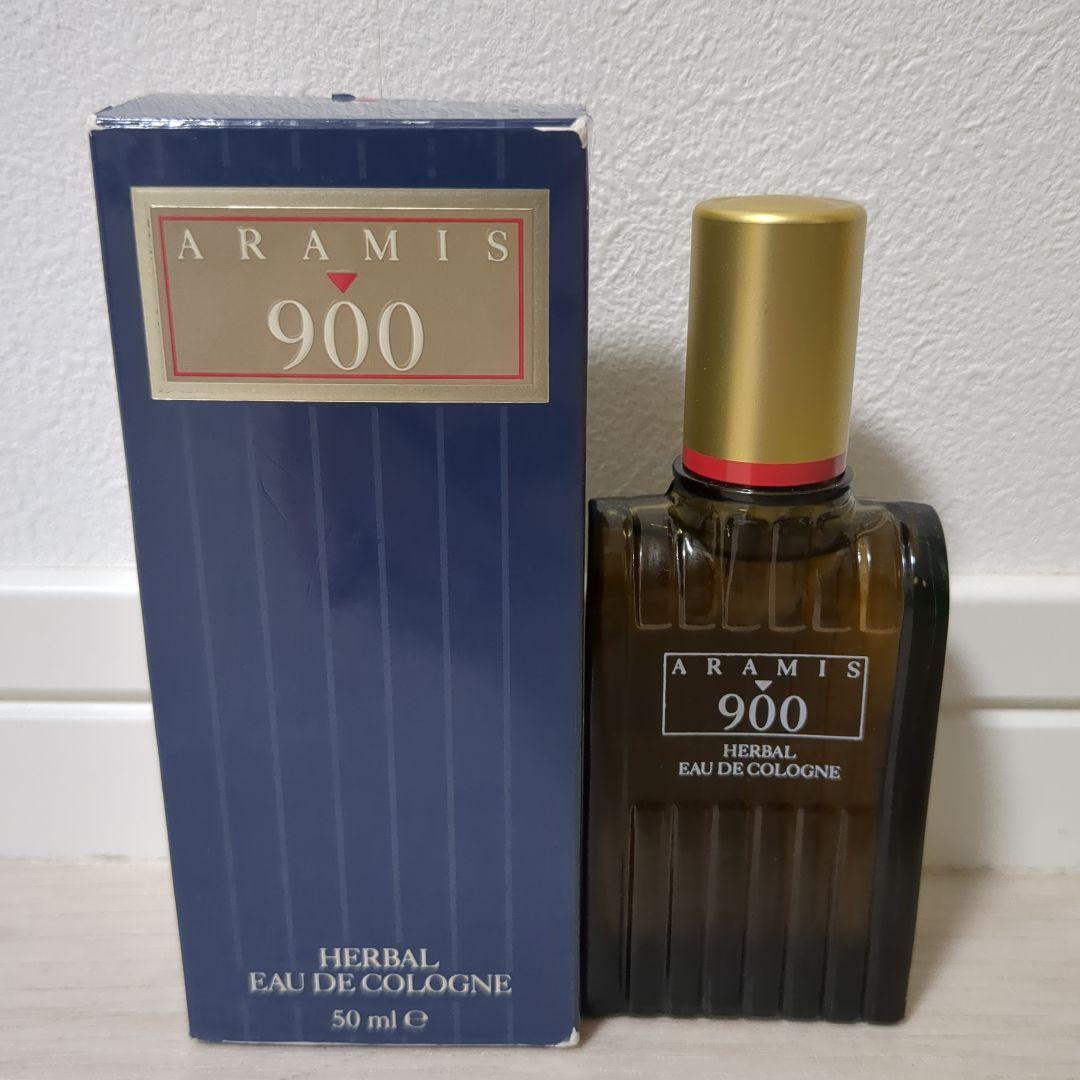 ARAMIS
900
HERBAL
EAU DE COLOGNE
50 ml ℮
ARAMIS
900
HERBAL
EAU DE COLOGNE